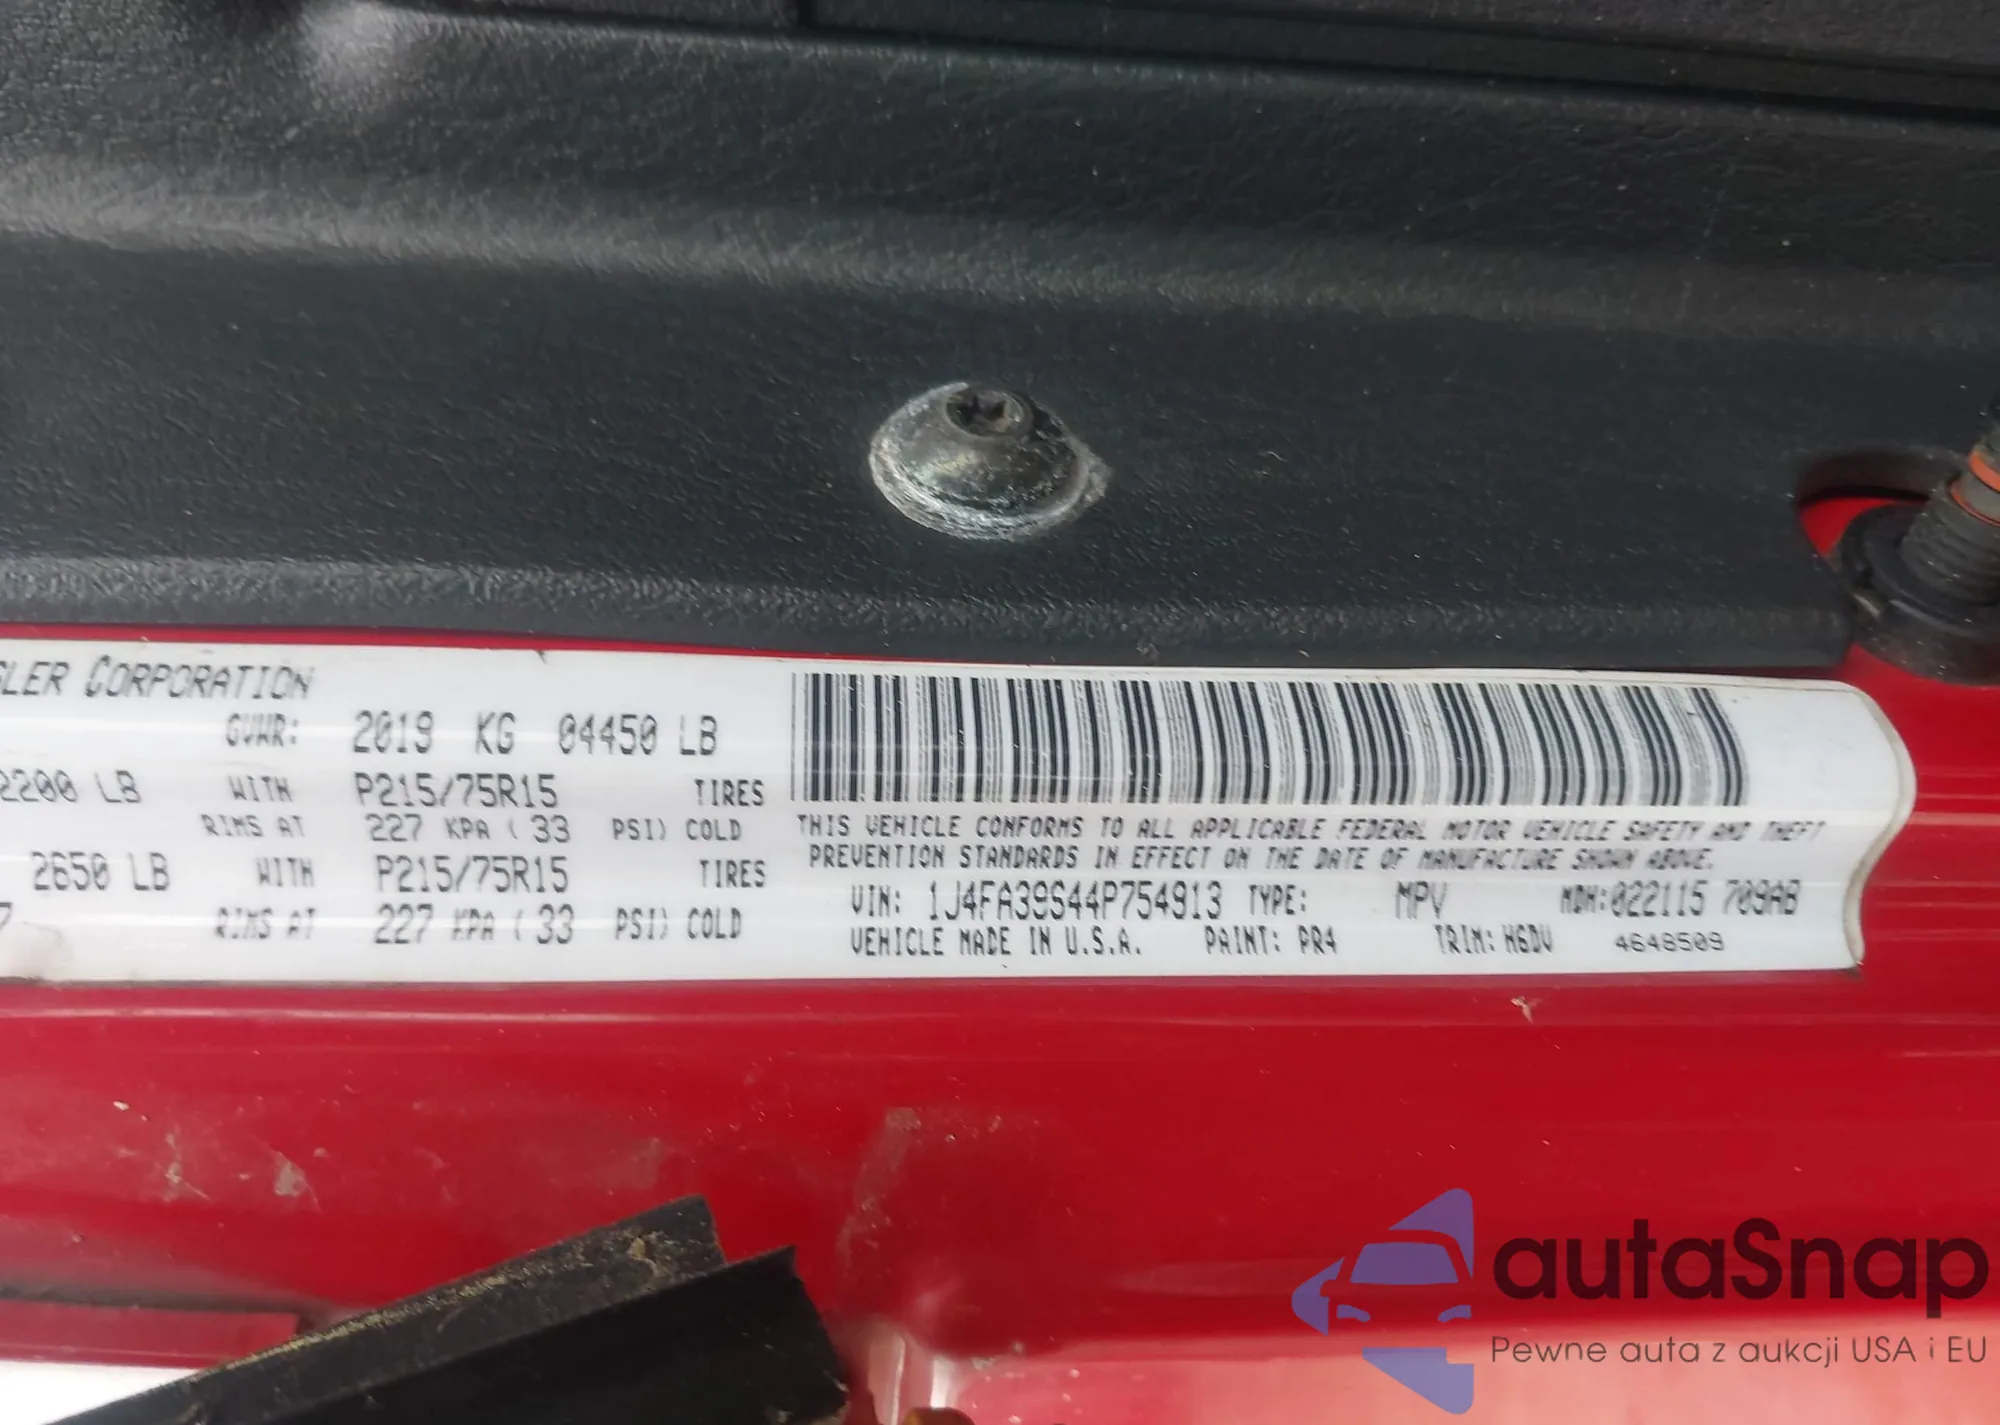 LER CORPORATION
GVWR: 2019 KG 04450 LB
2200 LB WITH P215/75R15 TIRES
RIMS AT 227 KPA ( 33 PSI) COLD
2650 LB WITH P215/75R15 TIRES
7 RIMS AT 227 KPA ( 33 PSI) COLD
THIS VEHICLE CONFORMS TO ALL APPLICABLE FEDERAL MOTOR VEHICLE SAFETY AND THEFT
PREVENTION STANDARDS IN EFFECT ON THE DATE OF MANUFACTURE SHOWN ABOVE.
VIN: 1J4FA39S44P754913 TYPE: MPV MDH:022115 709AB
VEHICLE MADE IN U.S.A. PAINT: PR4 TRIM: H6DV 4648509
autaSnap
Pewne auta z aukcji USA i EU